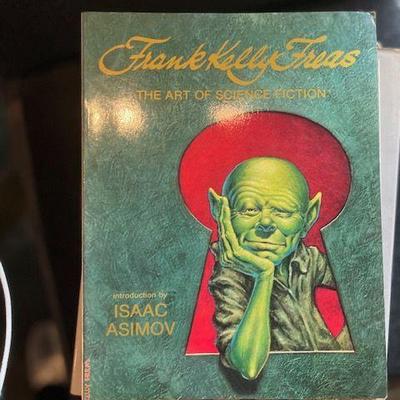 Frank Kelly Freas
THE ART OF SCIENCE FICTION
introduction by
ISAAC
ASIMOV